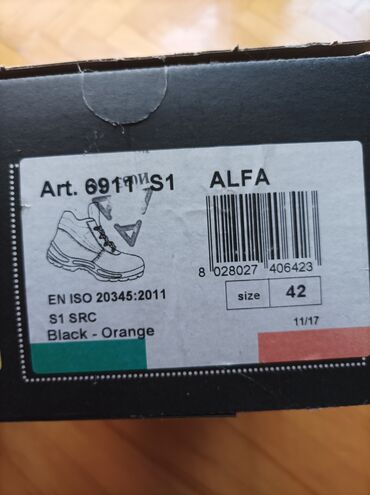 Art. 6911 S1 ALFA
8 028027 406423
size 42
EN ISO 20345:2011
S1 SRC
Black - Orange
11/17